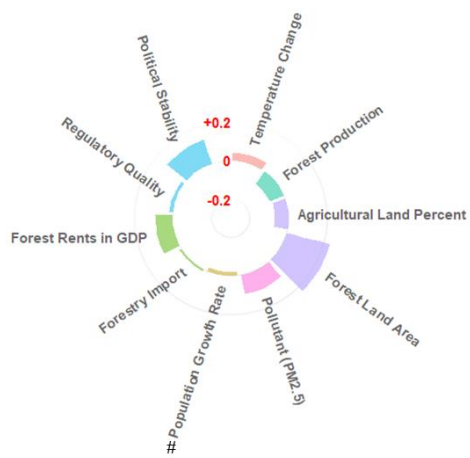 Temperature Change
Forest Production
Agricultural Land Percent
Forest Land Area
Pollutant (PM2.5)
Population Growth Rate
#
Forestry Import
Forest Rents in GDP
Regulatory Quality
Political Stability
+0.2
0
-0.2